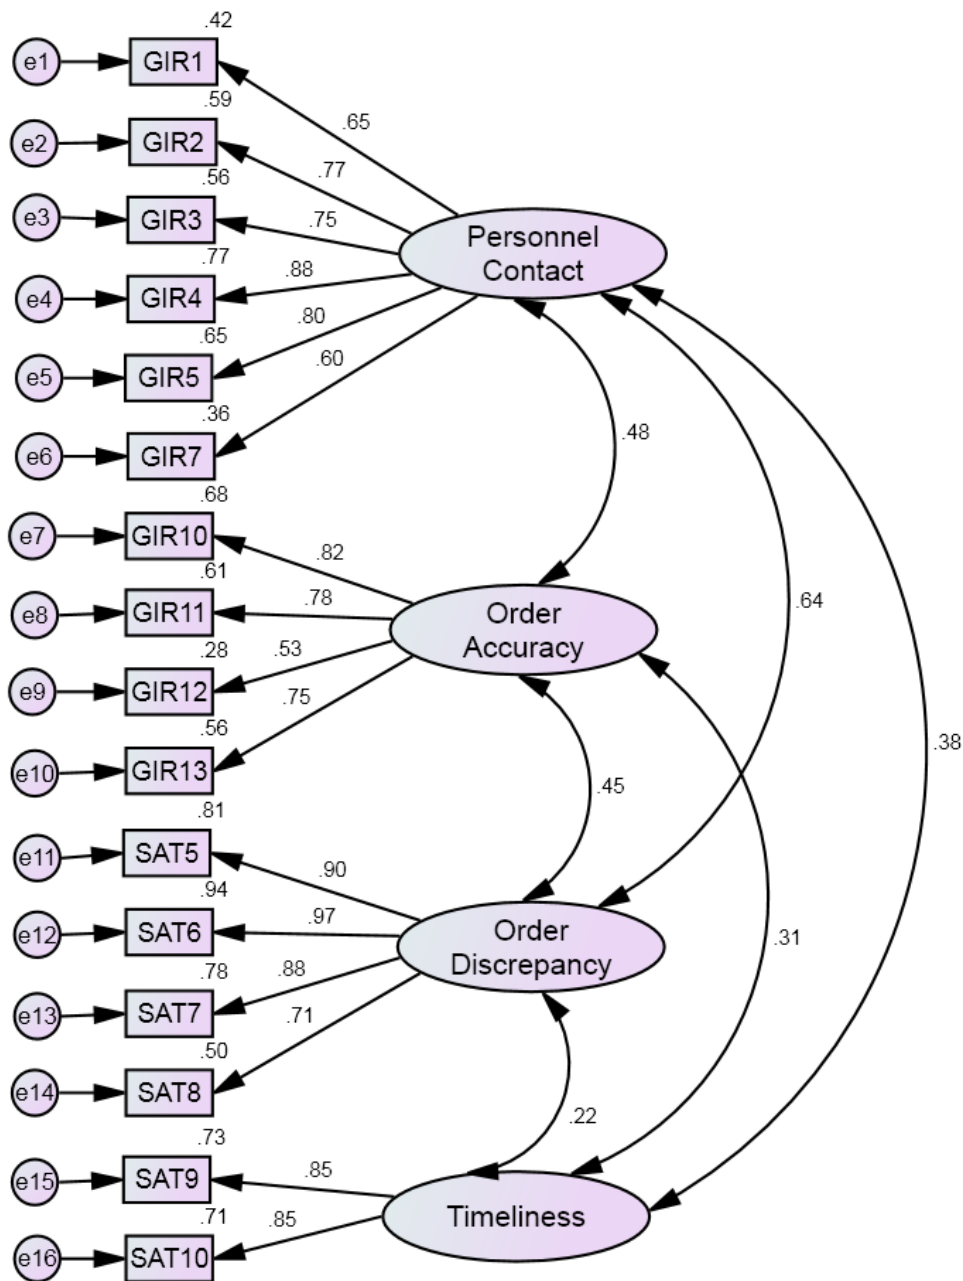 .42
e1
GIR1
.65
.59
e2
GIR2
.77
.56
e3
GIR3
.75
Personnel
Contact
.77
e4
GIR4
.88
.65
e5
GIR5
.80
.36
e6
GIR7
.60
.48
.68
e7
GIR10
.82
.61
e8
GIR11
.78
Order
Accuracy
.64
.28
e9
GIR12
.53
.56
e10
GIR13
.75
.38
.45
.81
e11
SAT5
.90
.94
e12
SAT6
.97
Order
Discrepancy
.31
.78
e13
SAT7
.88
.50
e14
SAT8
.71
.22
.73
e15
SAT9
.85
Timeliness
.71
e16
SAT10
.85